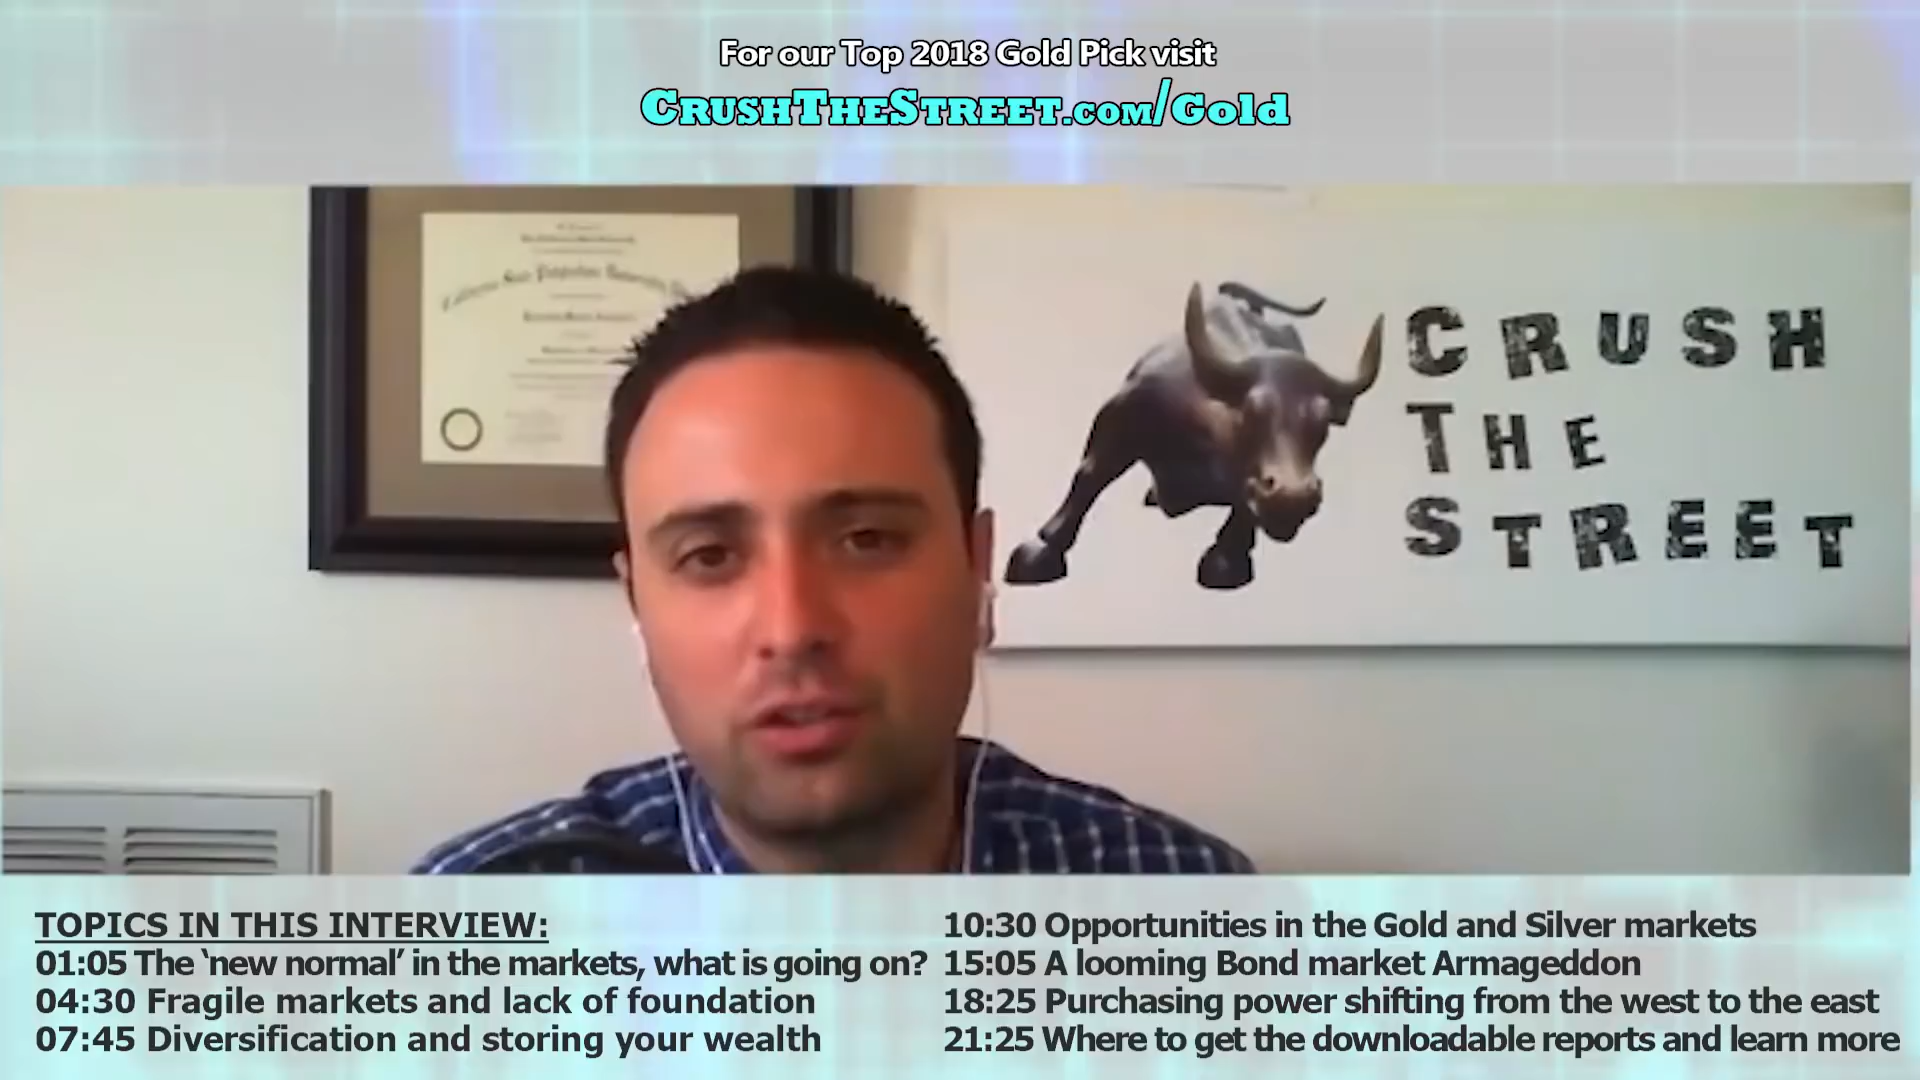 For our Top 2018 Gold Pick visit
CRUSHTHESTREET.COM/GOLD
California State Polytechnic University
CRUSH
THE
STREET
TOPICS IN THIS INTERVIEW:
01:05 The ‘new normal’ in the markets, what is going on?
04:30 Fragile markets and lack of foundation
07:45 Diversification and storing your wealth
10:30 Opportunities in the Gold and Silver markets
15:05 A looming Bond market Armageddon
18:25 Purchasing power shifting from the west to the east
21:25 Where to get the downloadable reports and learn more